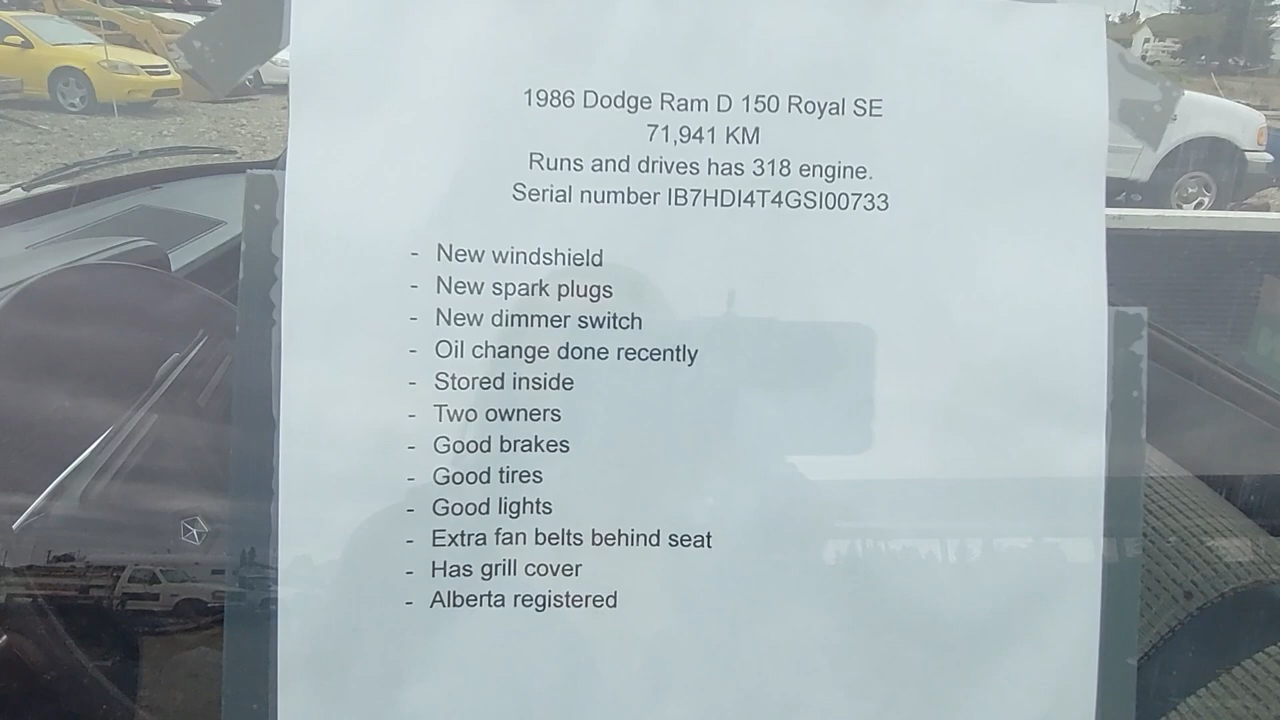 1986 Dodge Ram D 150 Royal SE
71,941 KM
Runs and drives has 318 engine.
Serial number IB7HDI4T4GSI00733
- New windshield
- New spark plugs
- New dimmer switch
- Oil change done recently
- Stored inside
- Two owners
- Good brakes
- Good tires
- Good lights
- Extra fan belts behind seat
- Has grill cover
- Alberta registered